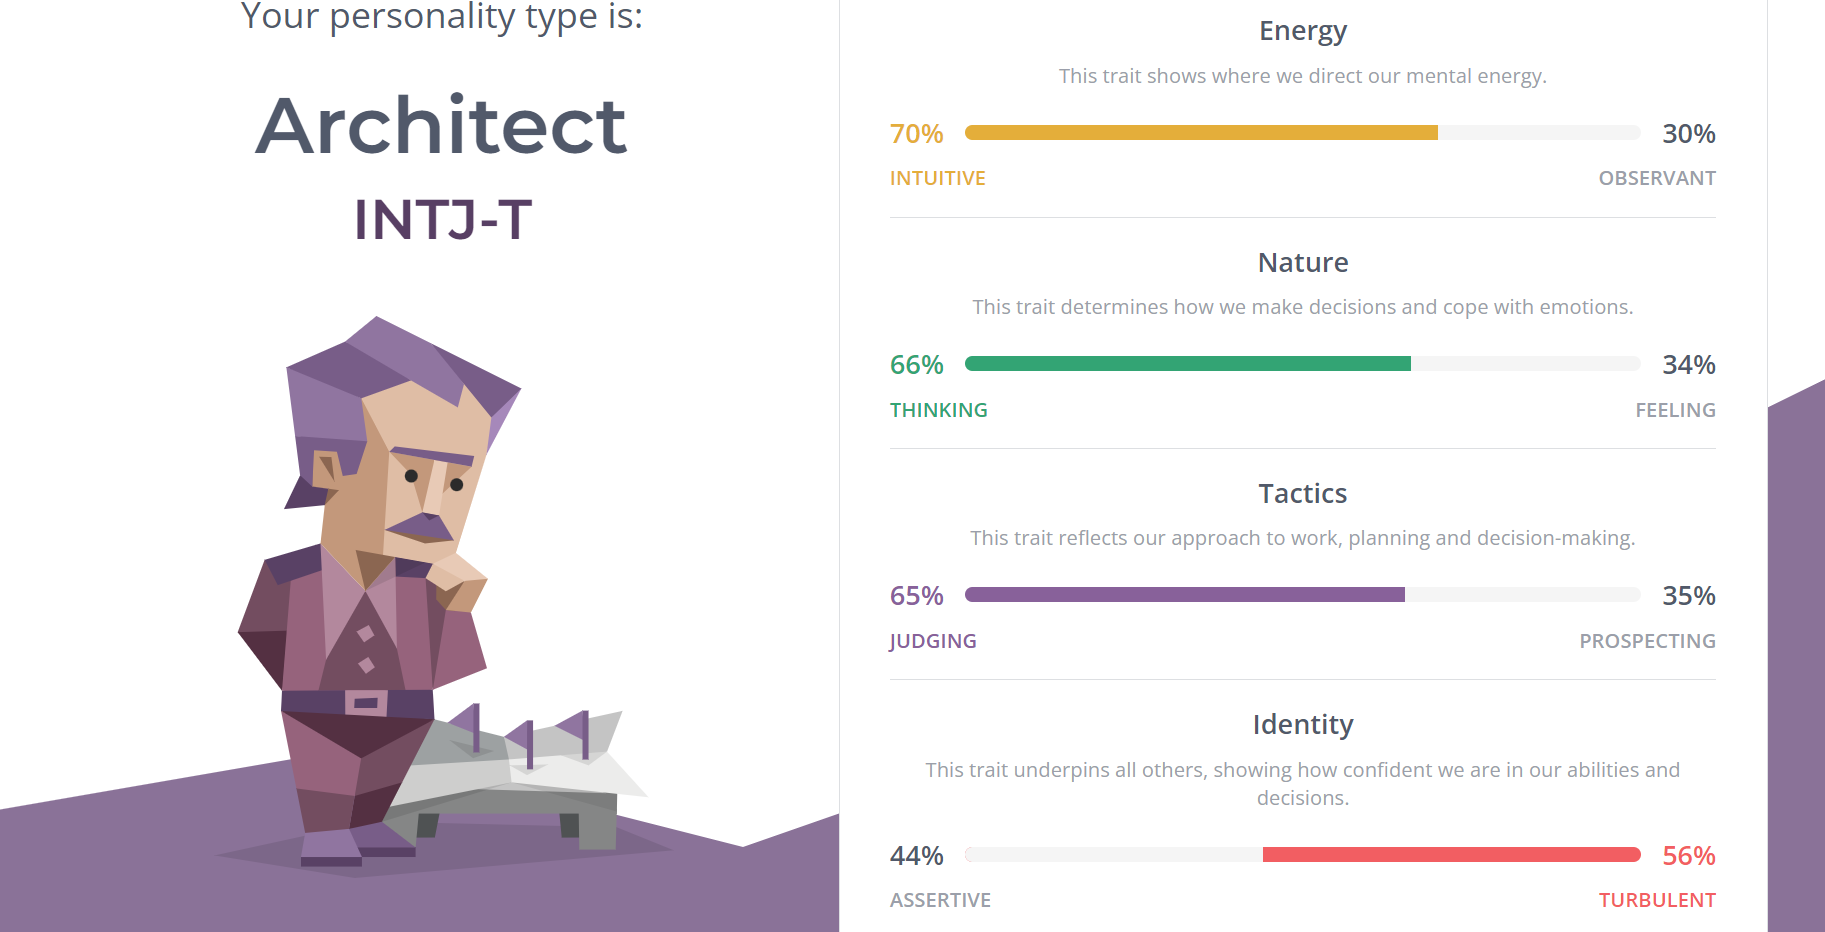 Your personality type is:
Architect
INTJ-T
Energy
This trait shows where we direct our mental energy.
70%
30%
INTUITIVE
OBSERVANT
Nature
This trait determines how we make decisions and cope with emotions.
66%
34%
THINKING
FEELING
Tactics
This trait reflects our approach to work, planning and decision-making.
65%
35%
JUDGING
PROSPECTING
Identity
This trait underpins all others, showing how confident we are in our abilities and
decisions.
44%
56%
ASSERTIVE
TURBULENT